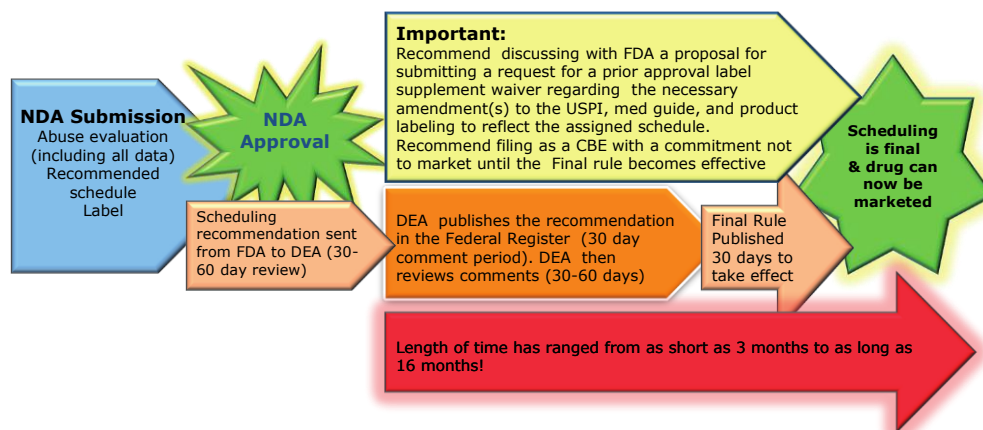 NDA Submission
Abuse evaluation
(including all data)
Recommended
schedule
Label
NDA
Approval
Scheduling
recommendation sent
from FDA to DEA (30-
60 day review)
Important:
Recommend discussing with FDA a proposal for
submitting a request for a prior approval label
supplement waiver regarding the necessary
amendment(s) to the USPI, med guide, and product
labeling to reflect the assigned schedule.
Recommend filing as a CBE with a commitment not
to market until the Final rule becomes effective
DEA publishes the recommendation
in the Federal Register (30 day
comment period). DEA then
reviews comments (30-60 days)
Final Rule
Published
30 days to
take effect
Scheduling
is final
& drug can
now be
marketed
Length of time has ranged from as short as 3 months to as long as
16 months!